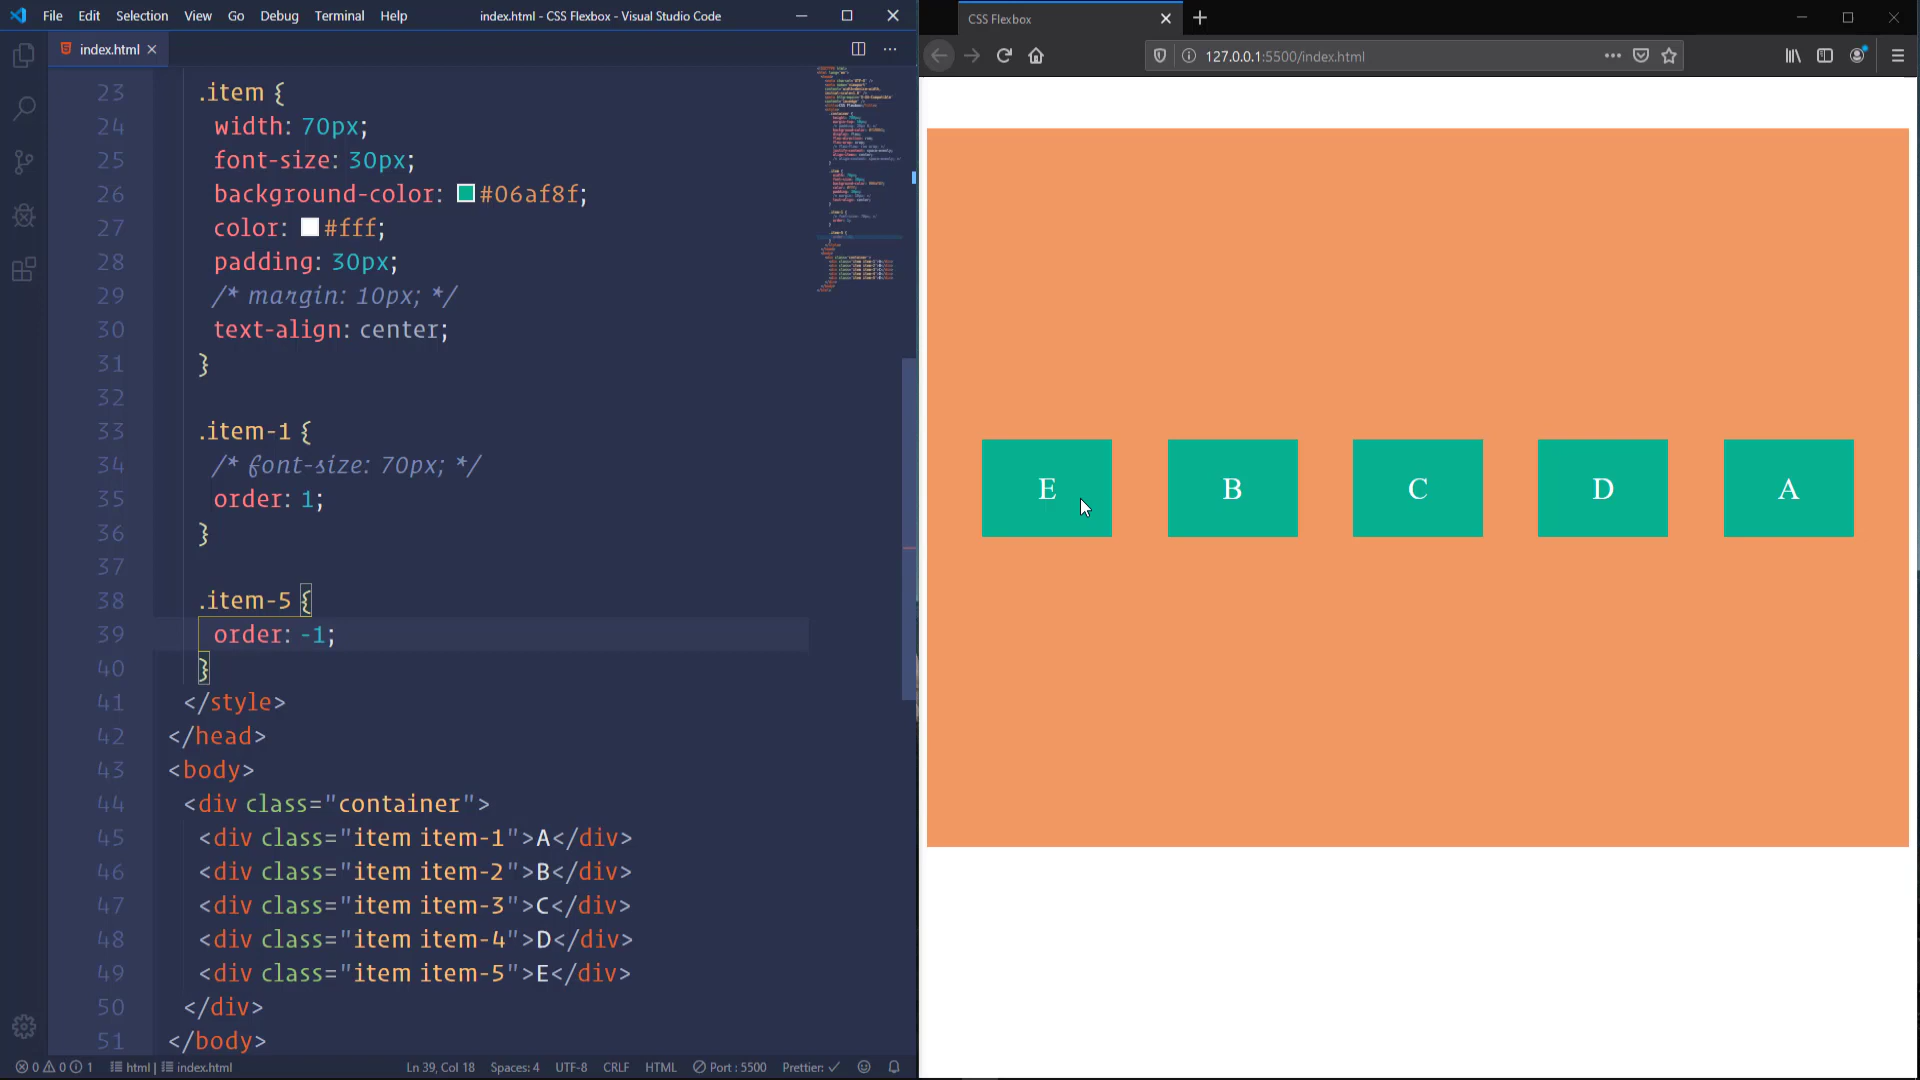 File Edit Selection View Go Debug Terminal Help index.html - CSS Flexbox - Visual Studio Code
index.html
23 .item {
24 width: 70px;
25 font-size: 30px;
26 background-color: #06af8f;
27 color: #fff;
28 padding: 30px;
29 /* margin: 10px; */
30 text-align: center;
31 }
32
33 .item-1 {
34 /* font-size: 70px; */
35 order: 1;
36 }
37
38 .item-5 {
39 order: -1;
40 }
41 </style>
42 </head>
43 <body>
44 <div class="container">
45 <div class="item item-1">A</div>
46 <div class="item item-2">B</div>
47 <div class="item item-3">C</div>
48 <div class="item item-4">D</div>
49 <div class="item item-5">E</div>
50 </div>
51 </body>
0 0 1 html index.html Ln 39, Col 18 Spaces: 4 UTF-8 CRLF HTML Port : 5500 Prettier: ✓
CSS Flexbox
127.0.0.1:5500/index.html
E B C D A